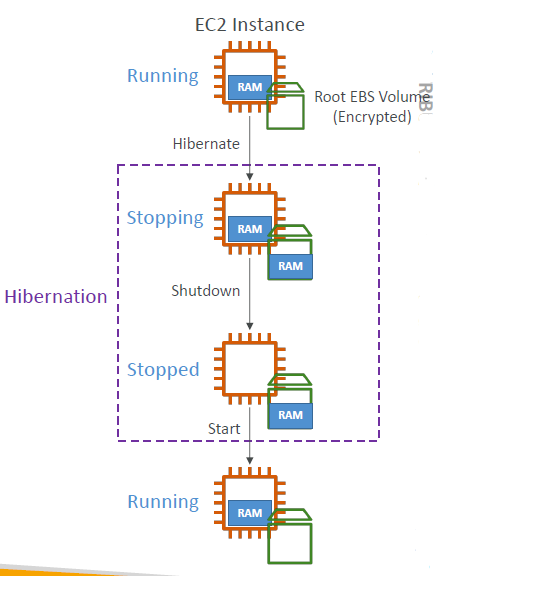 EC2 Instance
Running
RAM
Root EBS Volume
(Encrypted)
Hibernate
Stopping
RAM
RAM
Hibernation
Shutdown
Stopped
RAM
Start
Running
RAM